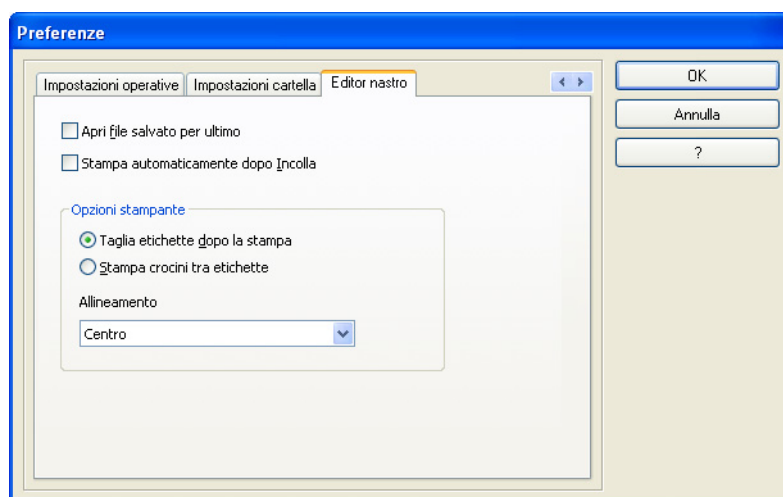 Preferenze
Impostazioni operative
Impostazioni cartella
Editor nastro
OK
Annulla
?
Apri file salvato per ultimo
Stampa automaticamente dopo Incolla
Opzioni stampante
Taglia etichette dopo la stampa
Stampa crocini tra etichette
Allineamento
Centro